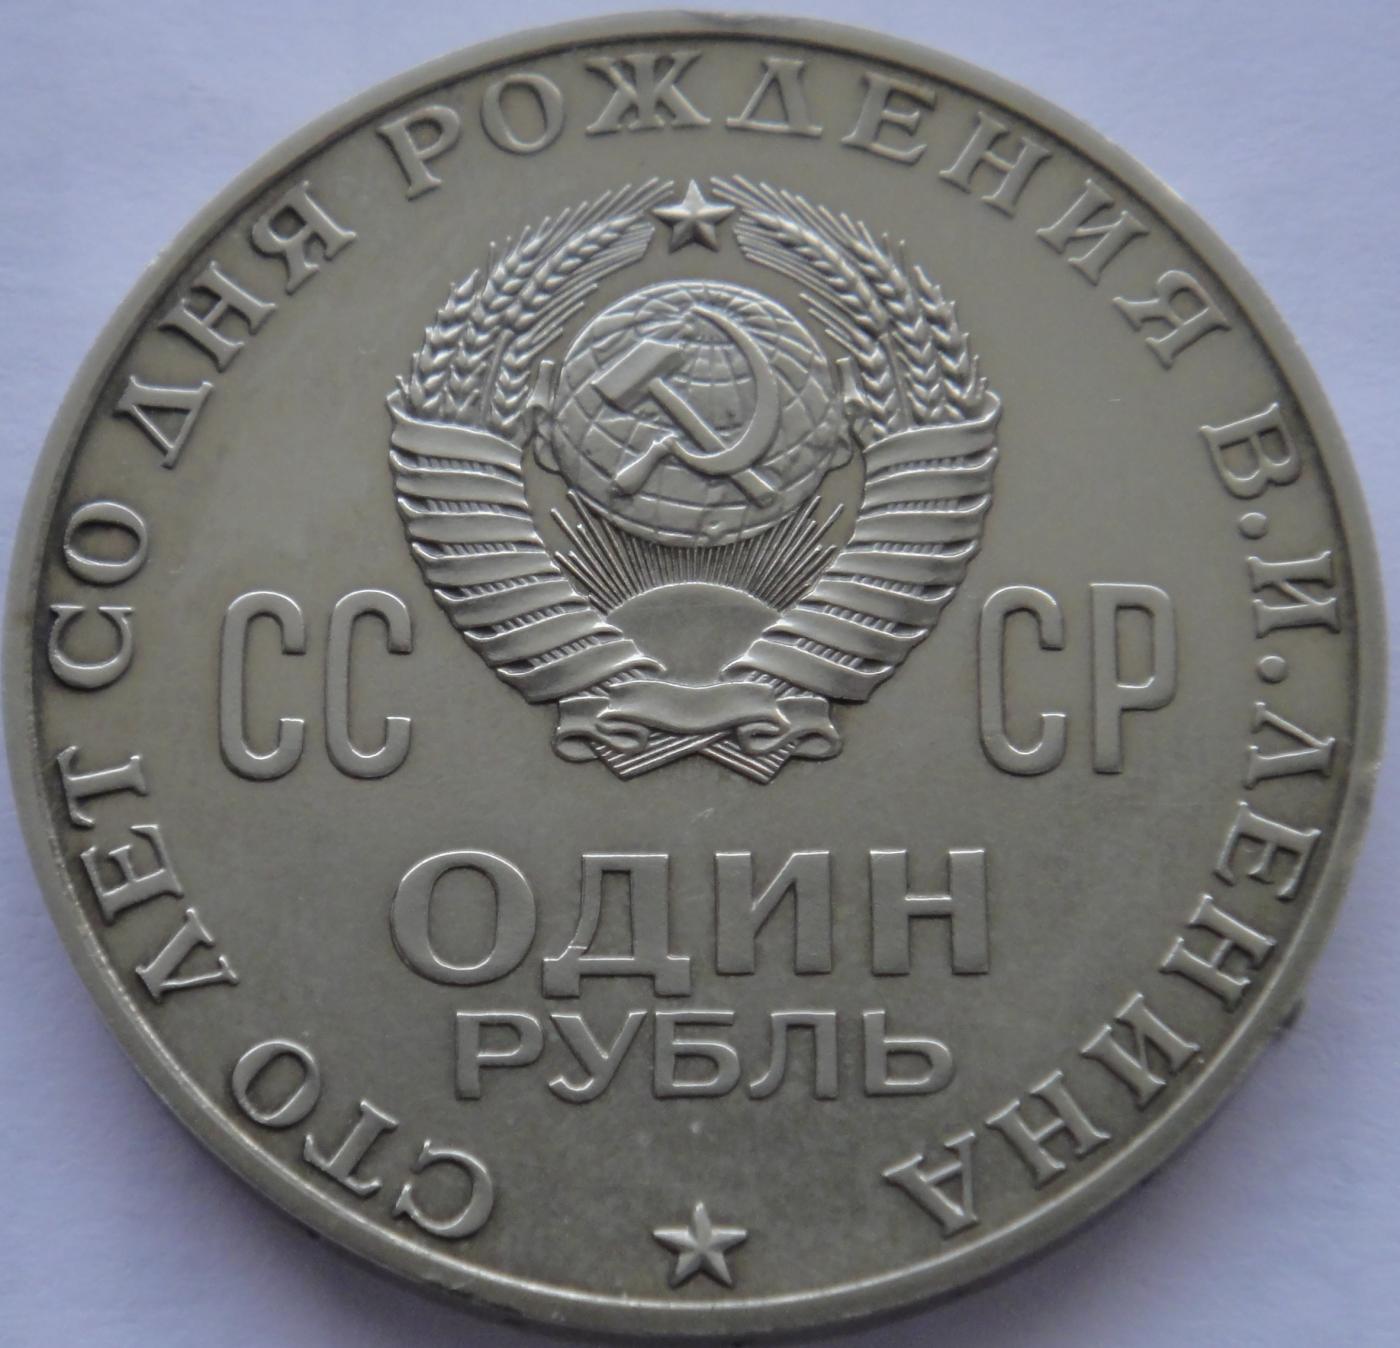 СТО ЛЕТ СО ДНЯ РОЖДЕНИЯ В.И.ЛЕНИНА
СС СР
ОДИН
РУБЛЬ